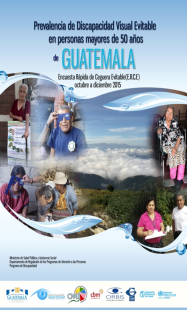 Prevalencia de Discapacidad Visual Evitable
en personas mayores de 50 años
de GUATEMALA
Encuesta Rápida de Ceguera Evitable(E.R.C.E)
octubre a diciembre 2015
Ministerio de Salud Pública y Asistencia Social
Departamento de Regulación de los Programas de Atención a las Personas
Programa de Discapacidad
GUATEMALA
cbm
ORBIS